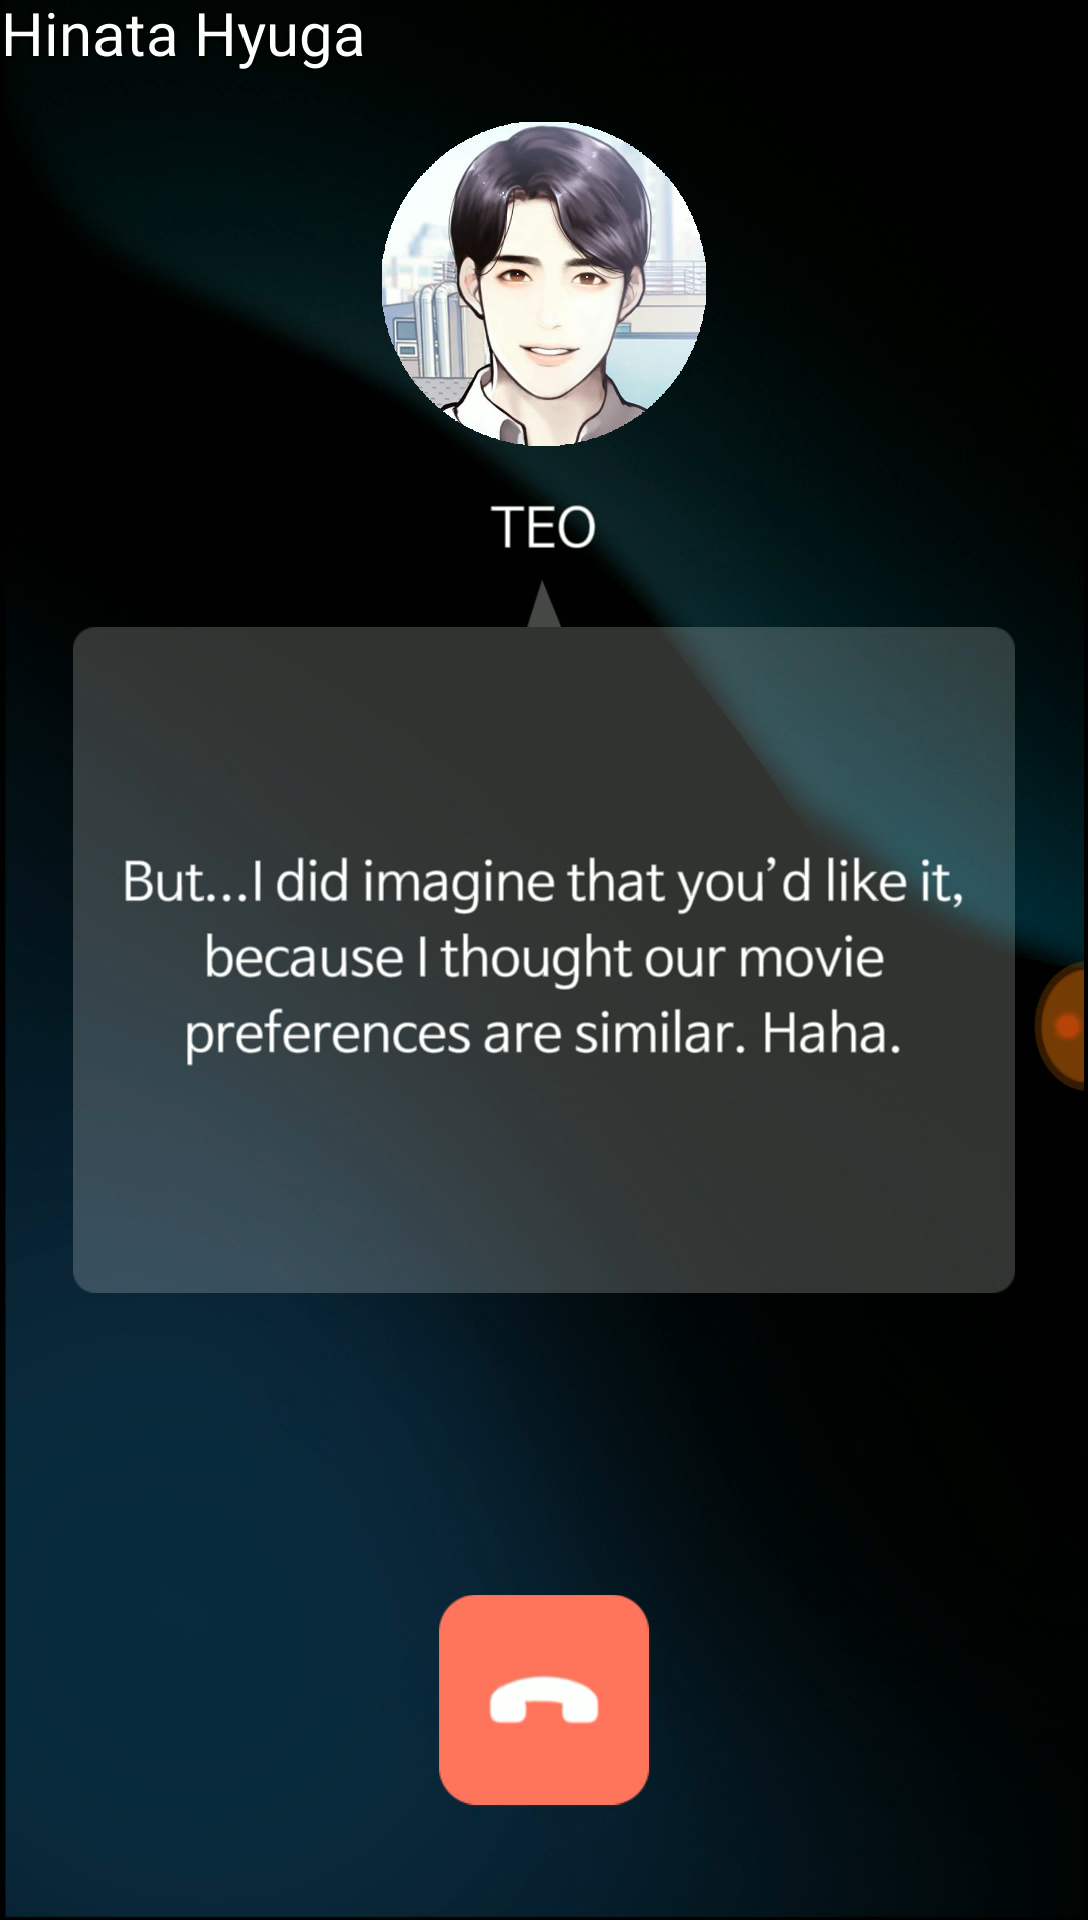 Hinata Hyuga
TEO
But...I did imagine that you’d like it,
because I thought our movie
preferences are similar. Haha.